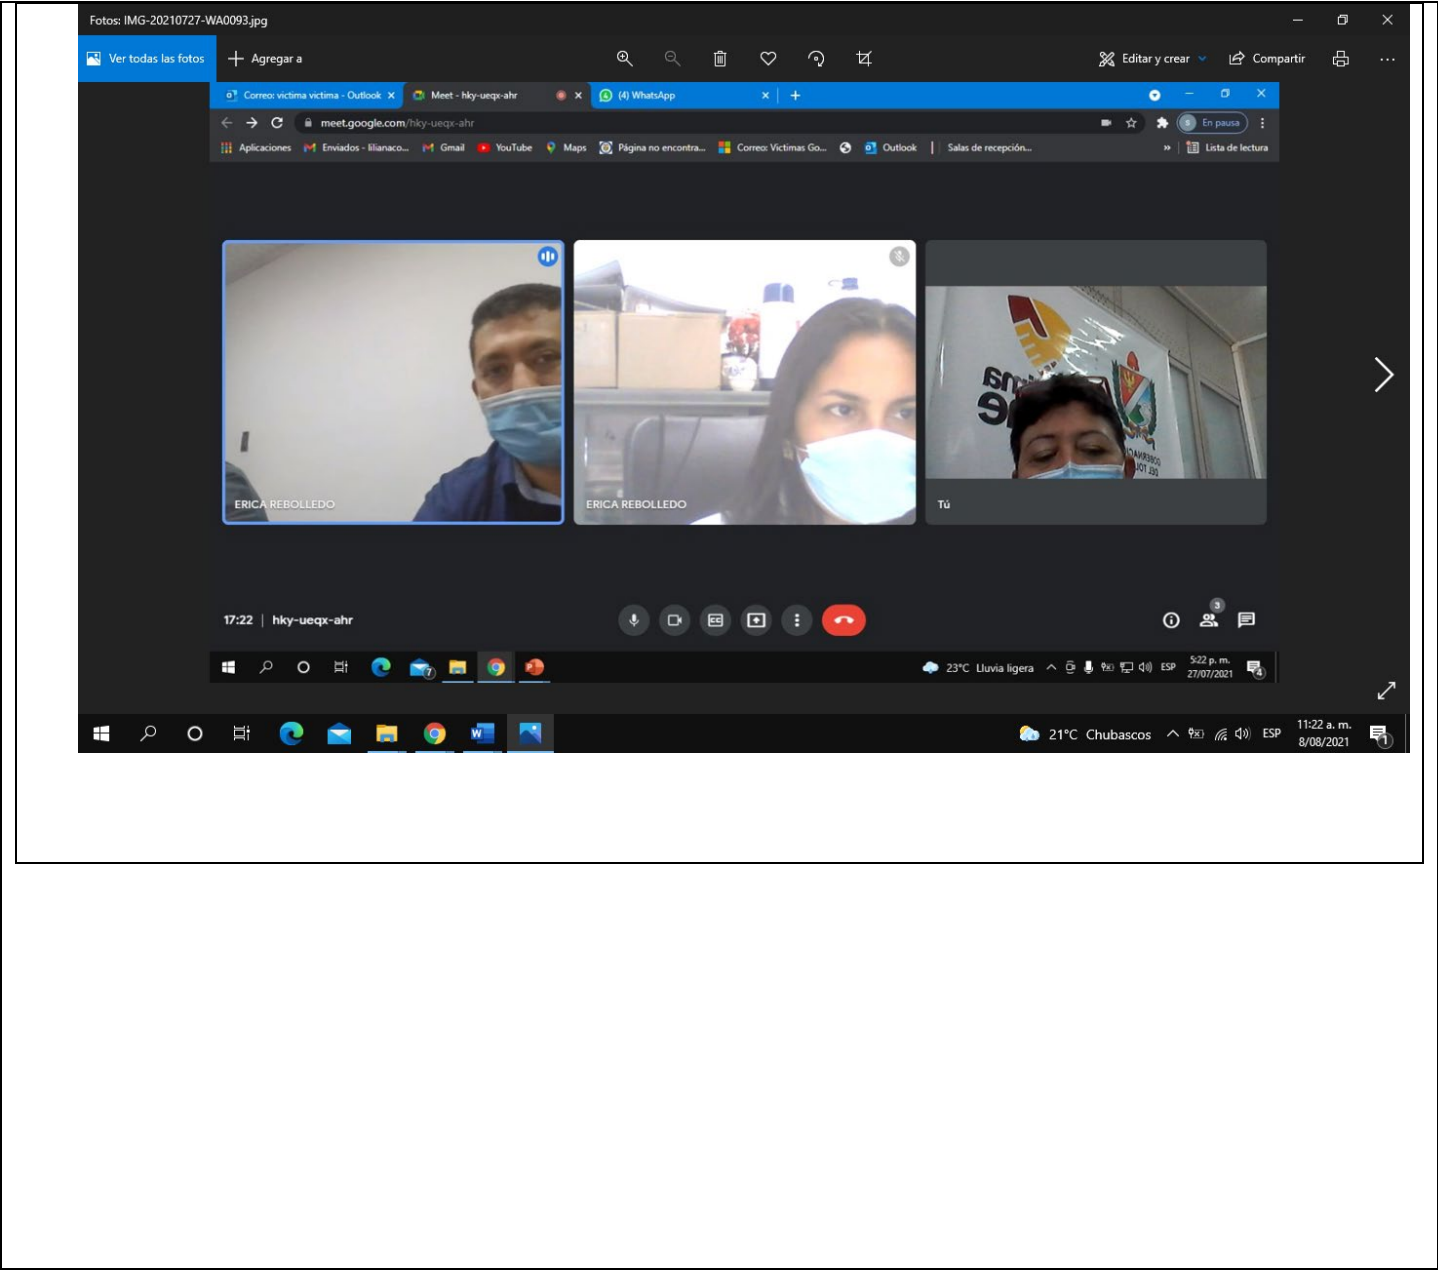 Fotos: IMG-20210727-WA0093.jpg
Ver todas las fotos
Agregar a
Editar y crear
Compartir
Correo: victima victima - Outlook
Meet - hky-ueqx-ahr
(4) WhatsApp
meet.google.com/hky-ueqx-ahr
En pausa
Aplicaciones
Enviados - lilianaco...
Gmail
YouTube
Maps
Página no encontra...
Correo: Victimas Go...
Outlook
Salas de recepción...
»
Lista de lectura
ERICA REBOLLEDO
ERICA REBOLLEDO
Tú
17:22 | hky-ueqx-ahr
3
7
23°C Lluvia ligera
ESP
5:22 p. m.
27/07/2021
4
21°C Chubascos
ESP
11:22 a. m.
8/08/2021
1